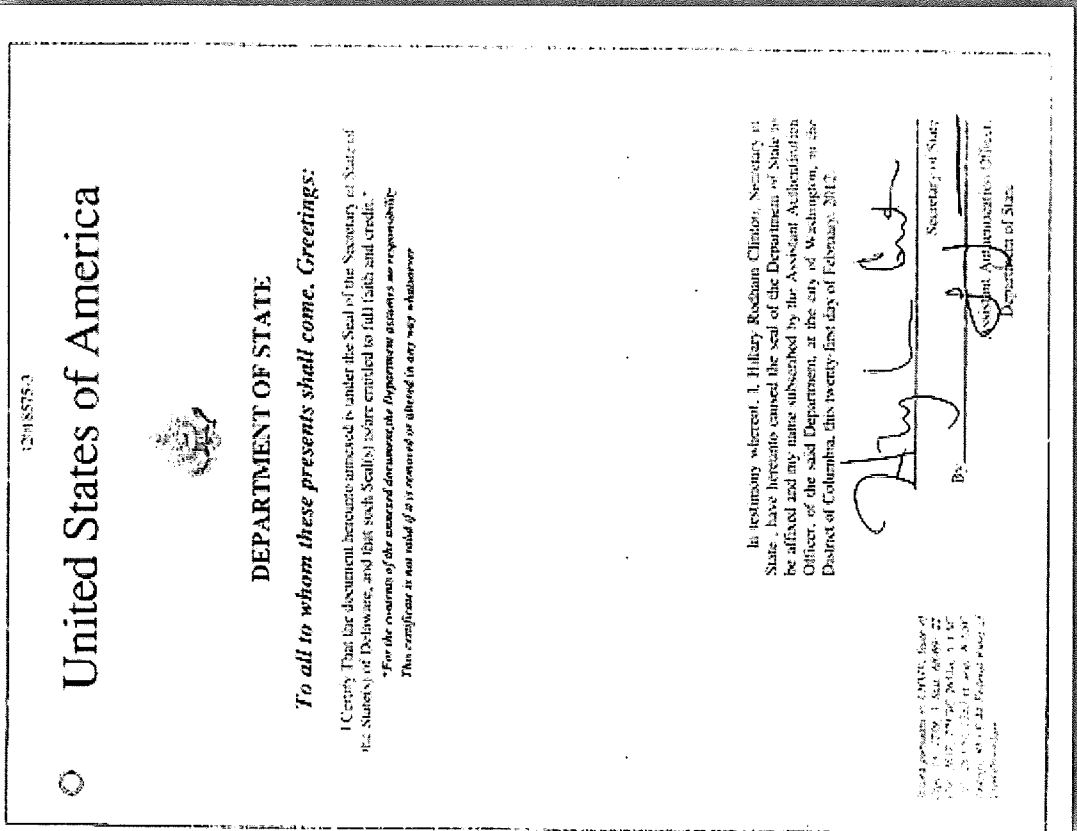 12018575-3
United States of America
DEPARTMENT OF STATE
To all to whom these presents shall come, Greetings:
I Certify That the document hereunto annexed is under the Seal of the Secretary of State of
the State(s) of Delaware, and that such Seal(s) is/are entitled to full faith and credit.*
*For the contents of the annexed document, the Department assumes no responsibility
This certificate is not valid if it is removed or altered in any way whatsoever
In testimony whereof, I, Hillary Rodham Clinton, Secretary of
State , have hereunto caused the seal of the Department of State to
be affixed and my name subscribed by the Assistant Authentication
Officer, of the said Department, at the city of Washington, in the
District of Columbia, this twenty-first day of February, 2012.
Secretary of State
By
Assistant Authentication Officer,
Department of State